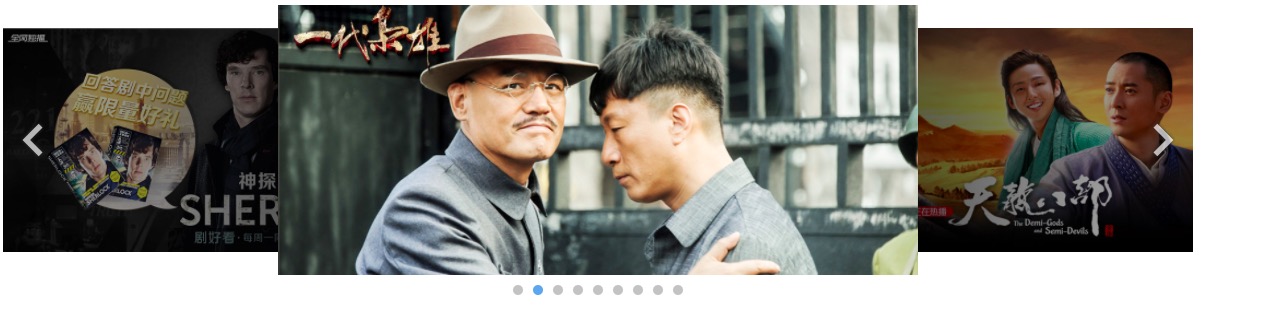 全网独播
回答剧中问题
赢限量好礼
神探
SHER
剧好看·每周一
一代枭雄
天龙八部
The Demi-Gods
and Semi-Devils
在热播